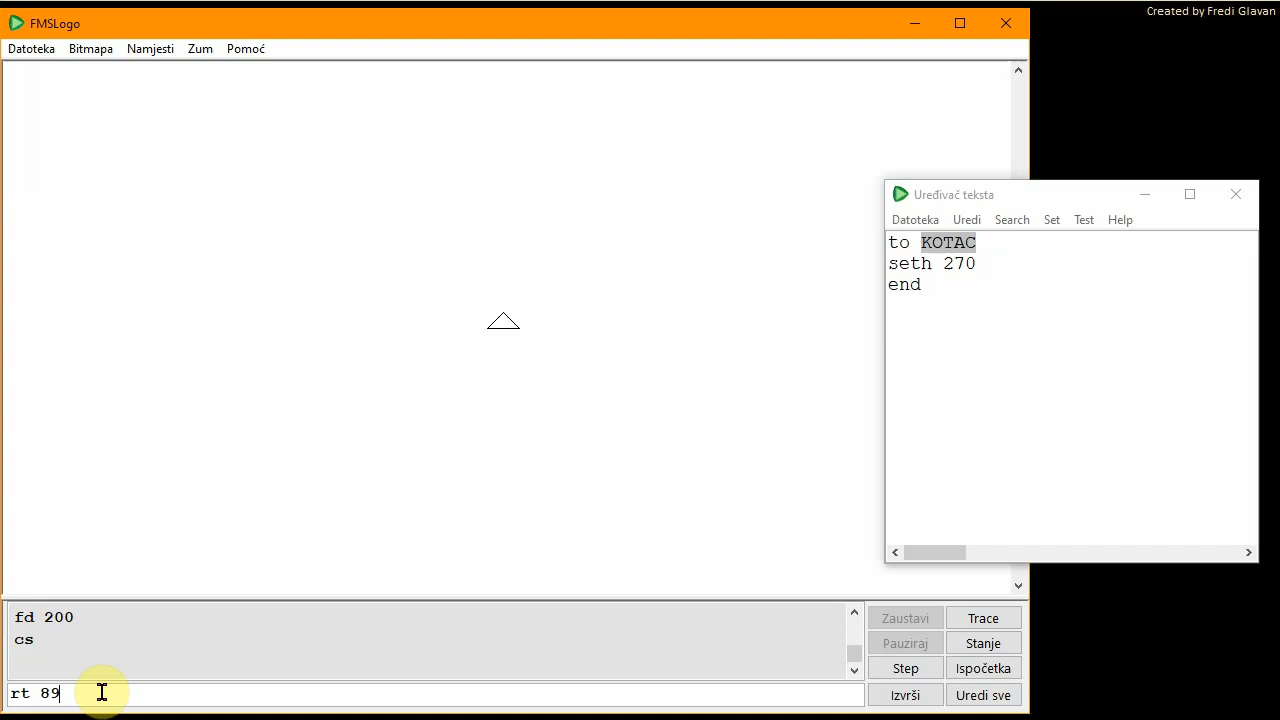 Created by Fredi Glavan
FMSLogo
Datoteka Bitmapa Namjesti Zum Pomoć
Uređivač teksta
Datoteka Uredi Search Set Test Help
to KOTAC
seth 270
end
fd 200
cs
rt 89
Zaustavi Trace
Pauziraj Stanje
Step Ispočetka
Izvrši Uredi sve